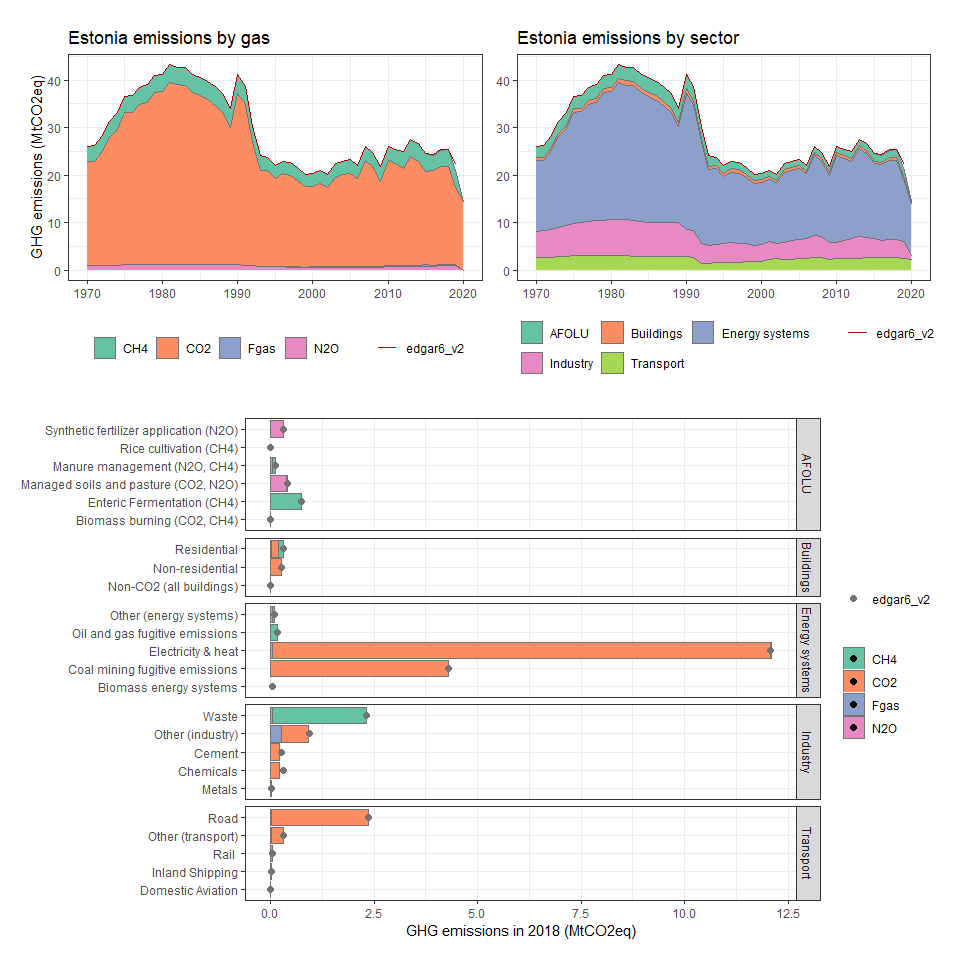 Estonia emissions by gas
GHG emissions (MtCO2eq)
40
30
20
10
0
1970
1980
1990
2000
2010
2020
CH4
CO2
Fgas
N2O
edgar6_v2
Estonia emissions by sector
40
30
20
10
0
1970
1980
1990
2000
2010
2020
AFOLU
Buildings
Energy systems
edgar6_v2
Industry
Transport
Synthetic fertilizer application (N2O)
Rice cultivation (CH4)
Manure management (N2O, CH4)
Managed soils and pasture (CO2, N2O)
Enteric Fermentation (CH4)
Biomass burning (CO2, CH4)
AFOLU
Residential
Non-residential
Non-CO2 (all buildings)
Buildings
Other (energy systems)
Oil and gas fugitive emissions
Electricity & heat
Coal mining fugitive emissions
Biomass energy systems
Energy systems
Waste
Other (industry)
Cement
Chemicals
Metals
Industry
Road
Other (transport)
Rail
Inland Shipping
Domestic Aviation
Transport
0.0
2.5
5.0
7.5
10.0
12.5
GHG emissions in 2018 (MtCO2eq)
edgar6_v2
CH4
CO2
Fgas
N2O